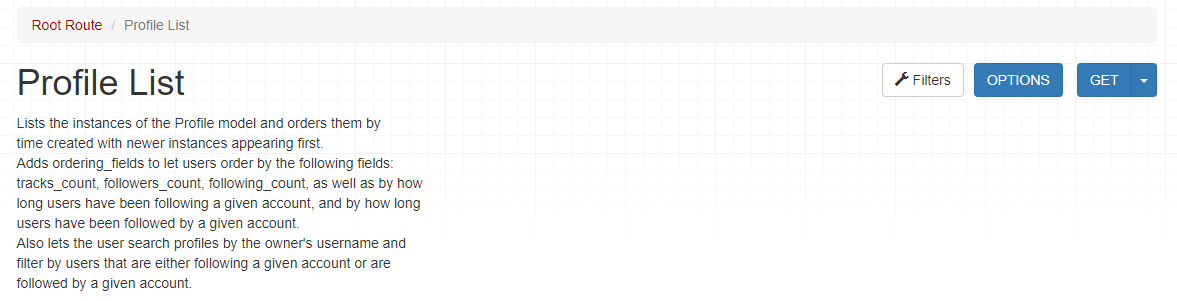 Root Route / Profile List
Profile List
Filters
OPTIONS
GET
Lists the instances of the Profile model and orders them by
time created with newer instances appearing first.
Adds ordering_fields to let users order by the following fields:
tracks_count, followers_count, following_count, as well as by how
long users have been following a given account, and by how long
users have been followed by a given account.
Also lets the user search profiles by the owner's username and
filter by users that are either following a given account or are
followed by a given account.